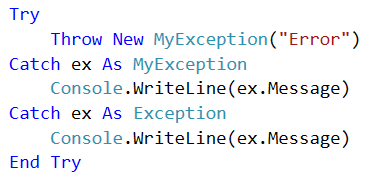 Try
    Throw New MyException("Error")
Catch ex As MyException
    Console.WriteLine(ex.Message)
Catch ex As Exception
    Console.WriteLine(ex.Message)
End Try